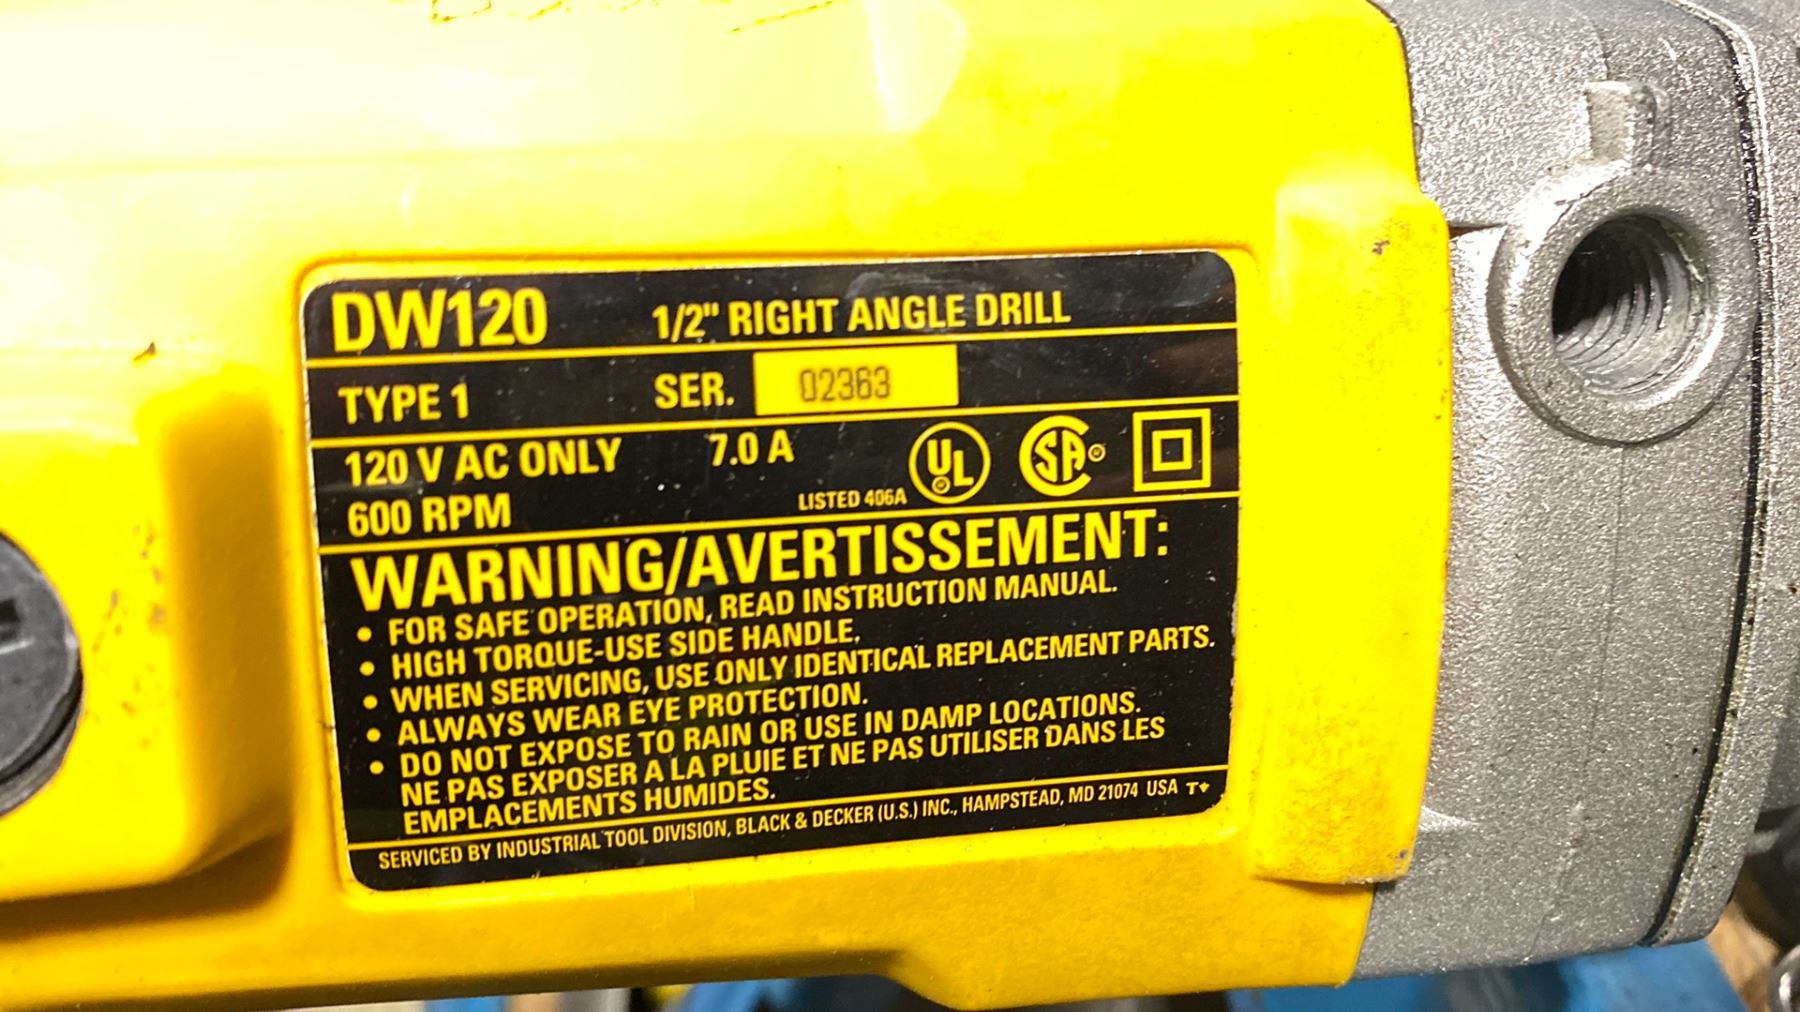 DW120 1/2" RIGHT ANGLE DRILL
TYPE 1 SER. 02363
120 V AC ONLY 7.0 A
600 RPM LISTED 406A UL SA
WARNING/AVERTISSEMENT:
• FOR SAFE OPERATION, READ INSTRUCTION MANUAL.
• HIGH TORQUE-USE SIDE HANDLE.
• WHEN SERVICING, USE ONLY IDENTICAL REPLACEMENT PARTS.
• ALWAYS WEAR EYE PROTECTION.
• DO NOT EXPOSE TO RAIN OR USE IN DAMP LOCATIONS.
NE PAS EXPOSER A LA PLUIE ET NE PAS UTILISER DANS LES
EMPLACEMENTS HUMIDES.
SERVICED BY INDUSTRIAL TOOL DIVISION, BLACK & DECKER (U.S.) INC., HAMPSTEAD, MD 21074 USA